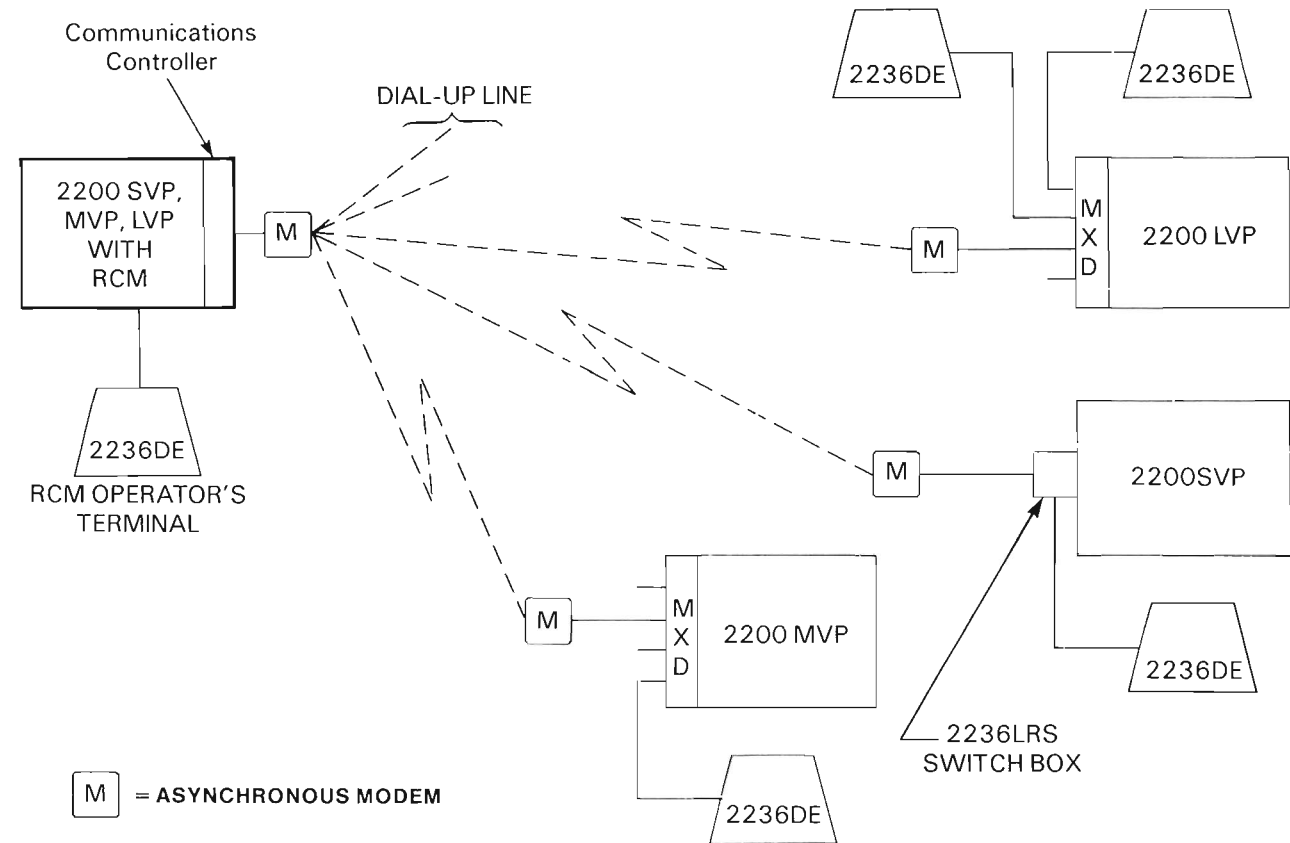 Communications
Controller
DIAL-UP LINE
2236DE
2236DE
2200 SVP,
MVP, LVP
WITH
RCM
M
M
M
X
D
2200 LVP
2236DE
RCM OPERATOR'S
TERMINAL
M
2200SVP
M
M
X
D
2200 MVP
2236DE
2236LRS
SWITCH BOX
M = ASYNCHRONOUS MODEM
2236DE